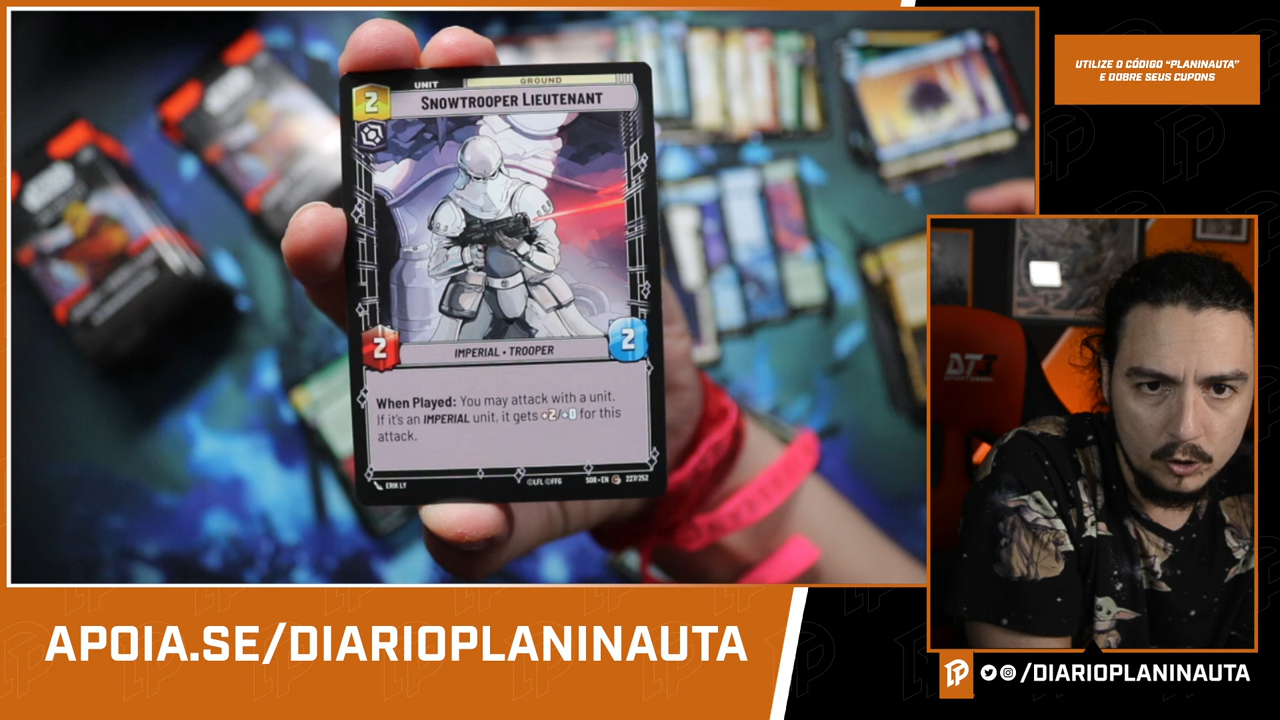 UNIT
GROUND
2
SNOWTROOPER LIEUTENANT
2
IMPERIAL • TROOPER
2
When Played: You may attack with a unit.
If it's an IMPERIAL unit, it gets +2/+0 for this
attack.
ERIK LY
©LFL ©FFG
SOR • EN C 227/252
UTILIZE O CÓDIGO “PLANINAUTA”
E DOBRE SEUS CUPONS
DT3
APOIA.SE/DIARIOPLANINAUTA
/DIARIOPLANINAUTA